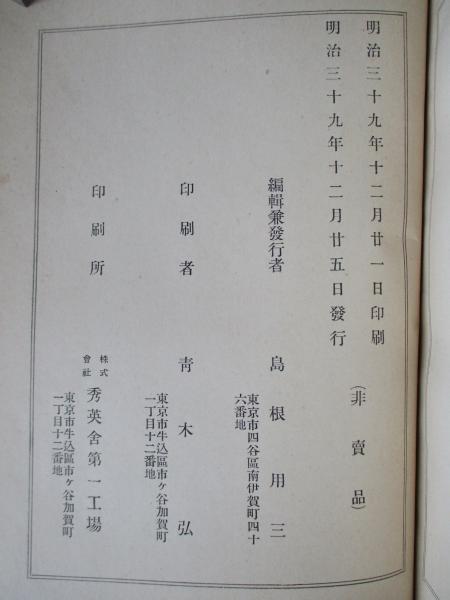 明治三十九年十二月廿一日印刷
明治三十九年十二月廿五日發行
(非賣品)
編輯兼發行者
島根用三
東京市四谷區南伊賀町四十
六番地
印刷者
青木弘
東京市牛込區市ヶ谷加賀町
一丁目十二番地
印刷所
株式
會社
秀英舍第一工場
東京市牛込區市ヶ谷加賀町
一丁目十二番地